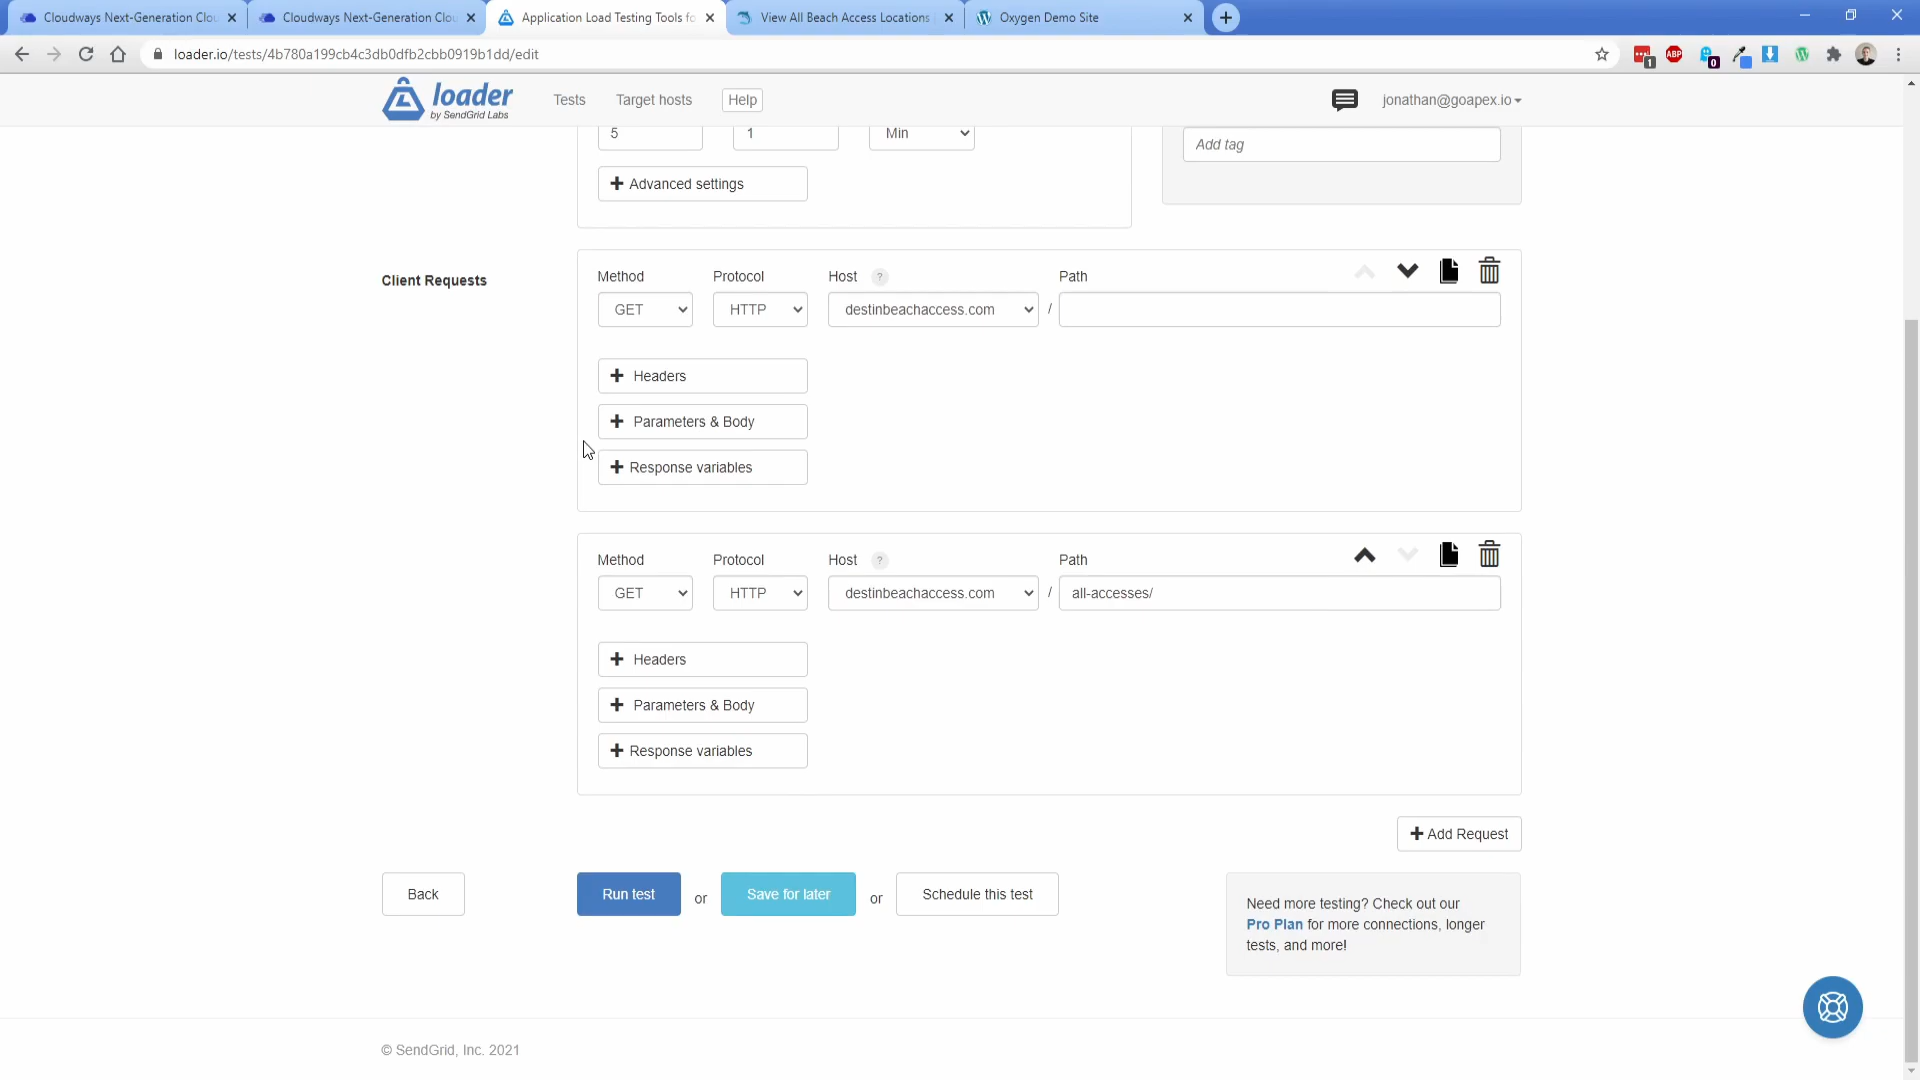 Cloudways Next-Generation Clou
Cloudways Next-Generation Clou
Application Load Testing Tools fo
View All Beach Access Locations
Oxygen Demo Site
loader.io/tests/4b780a199cb4c3db0dfb2cbb0919b1dd/edit
1
ABP
0
loader
by SendGrid Labs
Tests
Target hosts
Help
jonathan@goapex.io
5
1
Min
Add tag
Advanced settings
Client Requests
Method
Protocol
Host
?
Path
GET
HTTP
destinbeachaccess.com
/
Headers
Parameters & Body
Response variables
Method
Protocol
Host
?
Path
GET
HTTP
destinbeachaccess.com
/
all-accesses/
Headers
Parameters & Body
Response variables
Add Request
Back
Run test
or
Save for later
or
Schedule this test
Need more testing? Check out our
Pro Plan for more connections, longer
tests, and more!
© SendGrid, Inc. 2021